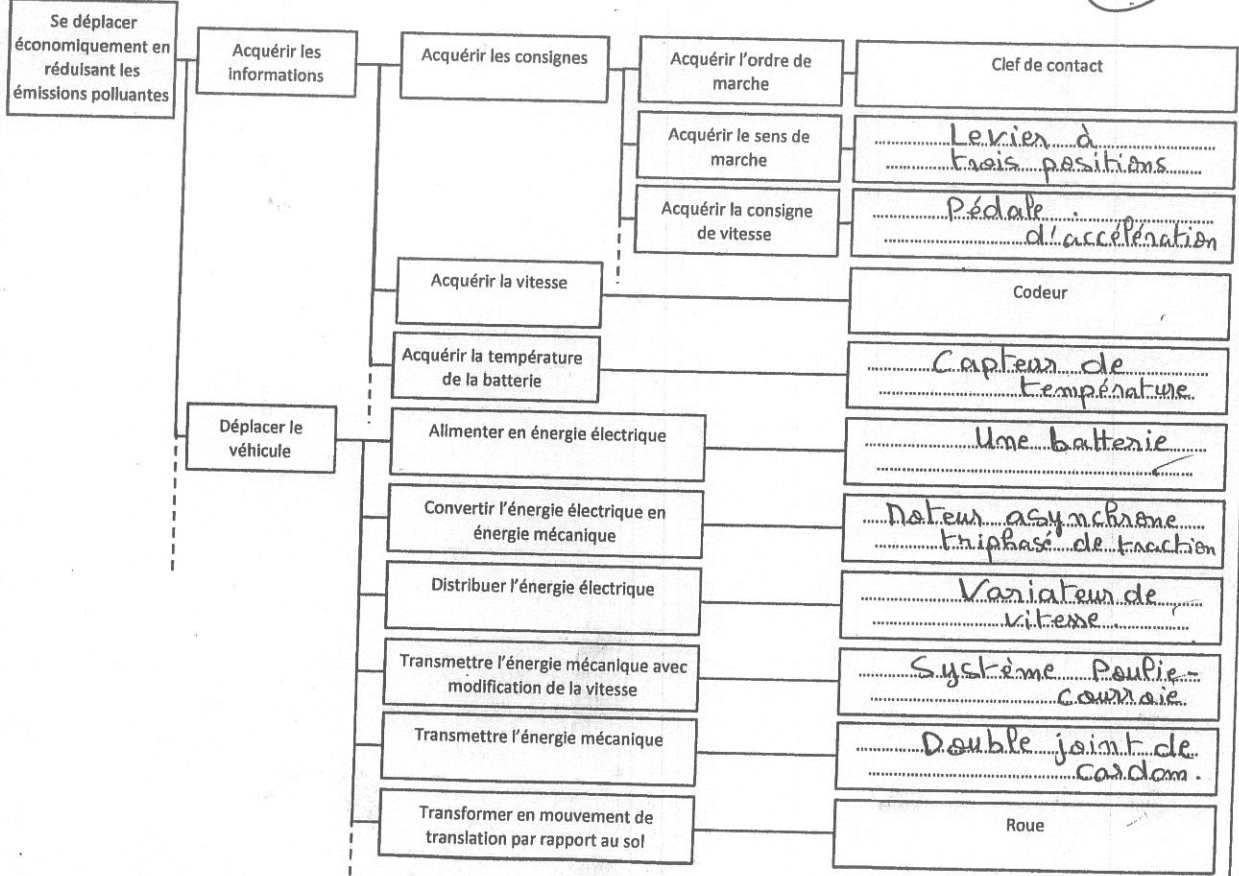 Se déplacer
économiquement en
réduisant les
émissions polluantes
Acquérir les
informations
Acquérir les consignes
Acquérir l'ordre de
marche
Clef de contact
Acquérir le sens de
marche
Levier à
trois positions
Acquérir la consigne
de vitesse
Pédale
d'accélération
Acquérir la vitesse
Codeur
Acquérir la température
de la batterie
Capteur de
température
Déplacer le
véhicule
Alimenter en énergie électrique
Une batterie
Convertir l'énergie électrique en
énergie mécanique
Moteur asynchrone
triphasé de traction
Distribuer l'énergie électrique
Variateur de
vitesse
Transmettre l'énergie mécanique avec
modification de la vitesse
Système Poulie-
courroie
Transmettre l'énergie mécanique
Double joint de
cardom.
Transformer en mouvement de
translation par rapport au sol
Roue